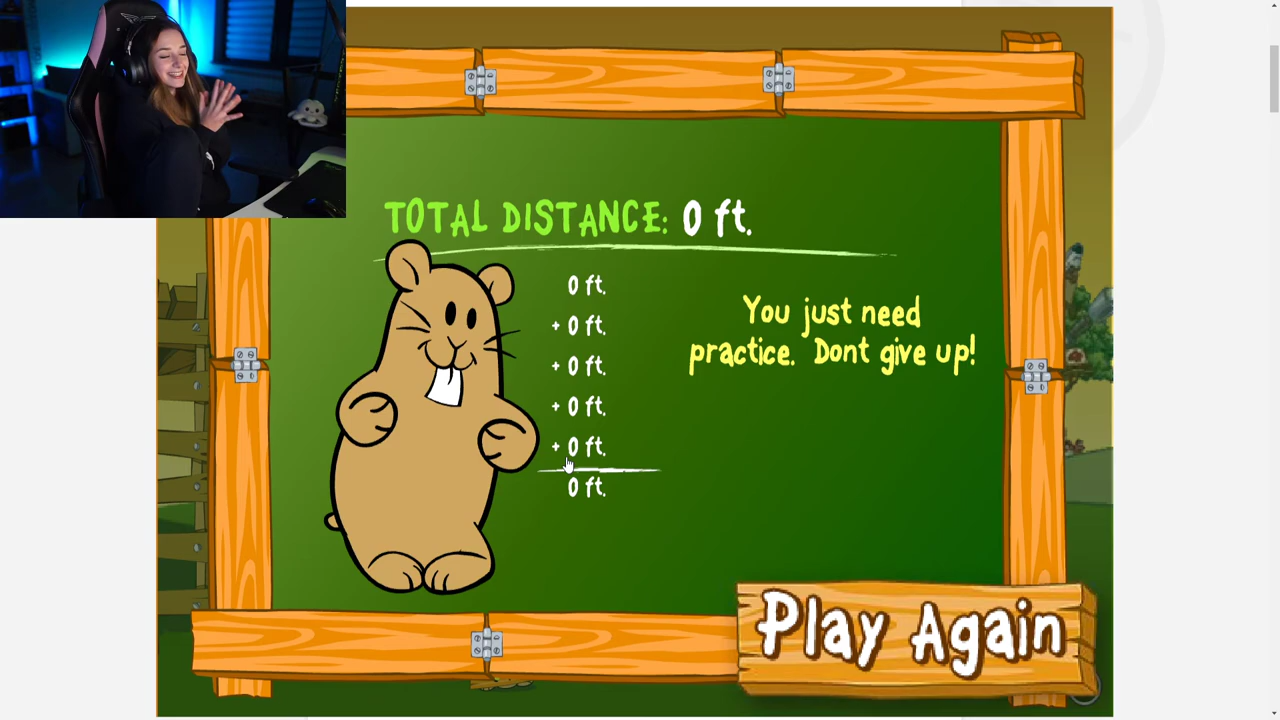 TOTAL DISTANCE: 0 ft.
0 ft.
+ 0 ft.
+ 0 ft.
+ 0 ft.
+ 0 ft.
0 ft.
You just need
practice. Dont give up!
Play Again